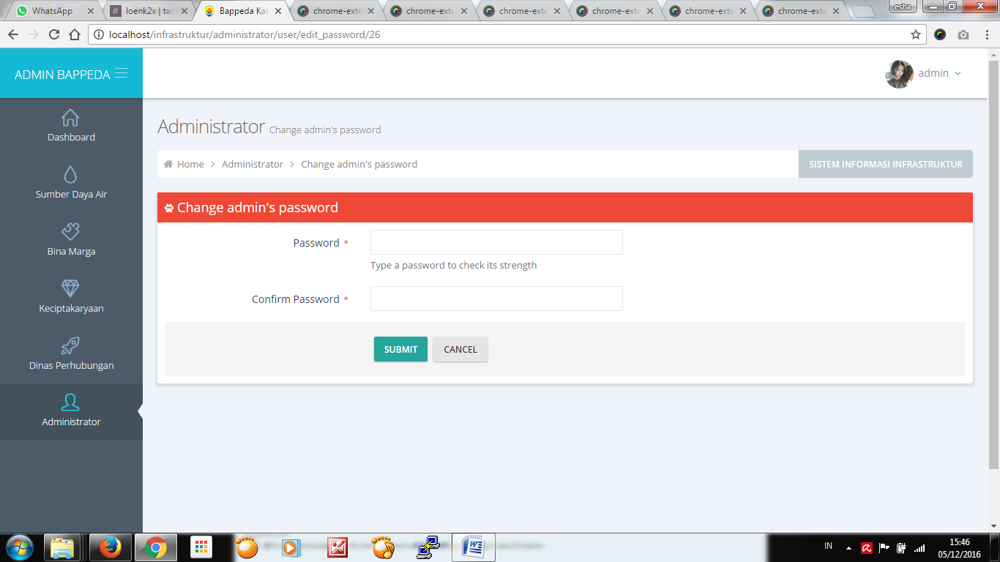 WhatsApp
loenk2x | tac
Bappeda Kal
chrome-exte
chrome-exte
chrome-exte
chrome-exte
chrome-exte
chrome-exte
esha
localhost/infrastruktur/administrator/user/edit_password/26
ADMIN BAPPEDA
admin
Dashboard
Sumber Daya Air
Bina Marga
Keciptakaryaan
Dinas Perhubungan
Administrator
Administrator Change admin's password
Home > Administrator > Change admin's password
SISTEM INFORMASI INFRASTRUKTUR
Change admin's password
Password *
Type a password to check its strength
Confirm Password *
SUBMIT
CANCEL
IN
15:46
05/12/2016